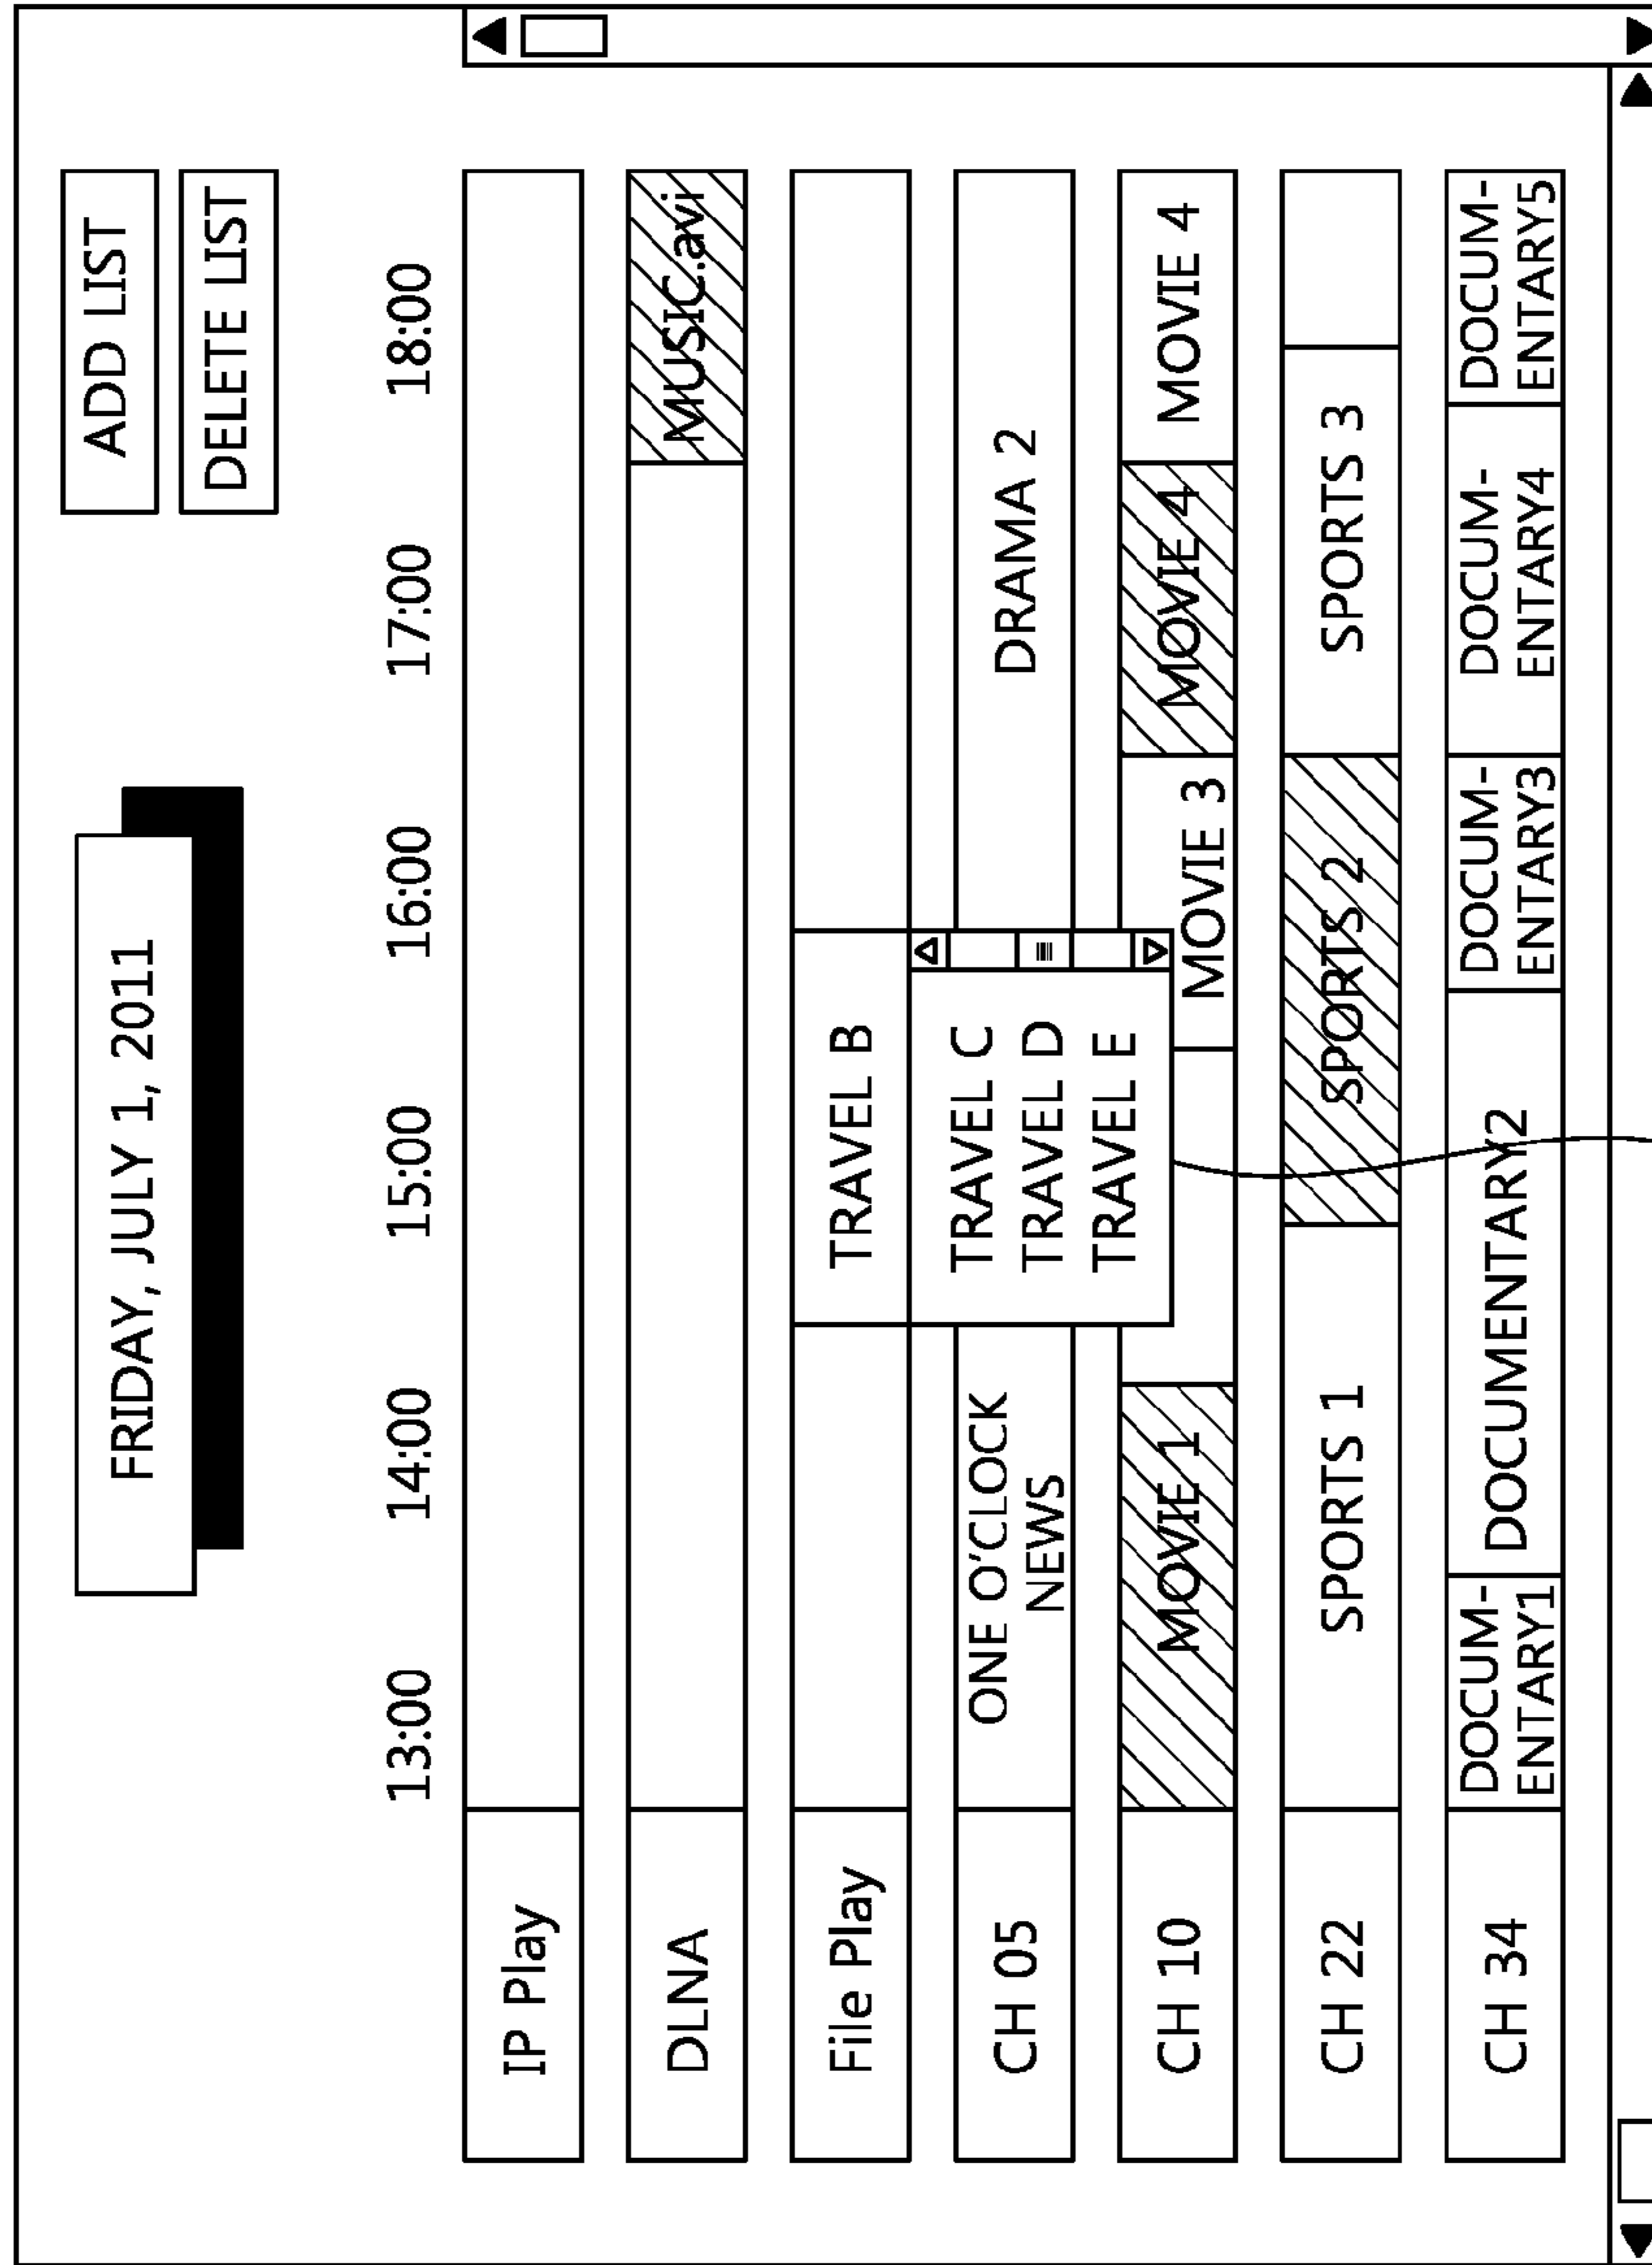 FRIDAY, JULY 1, 2011
ADD LIST
DELETE LIST
13:00 14:00 15:00 16:00 17:00 18:00
IP Play
DLNA
MUSIC.avi
File Play
TRAVEL B
TRAVEL C
TRAVEL D
TRAVEL E
CH 05
ONE O'CLOCK
NEWS
DRAMA 2
CH 10
MOVIE 1
MOVIE 3
MOVIE 4
MOVIE 4
CH 22
SPORTS 1
SPORTS 2
SPORTS 3
CH 34
DOCUM-
ENTARY1
DOCUMENTARY2
DOCUM-
ENTARY3
DOCUM-
ENTARY4
DOCUM-
ENTARY5